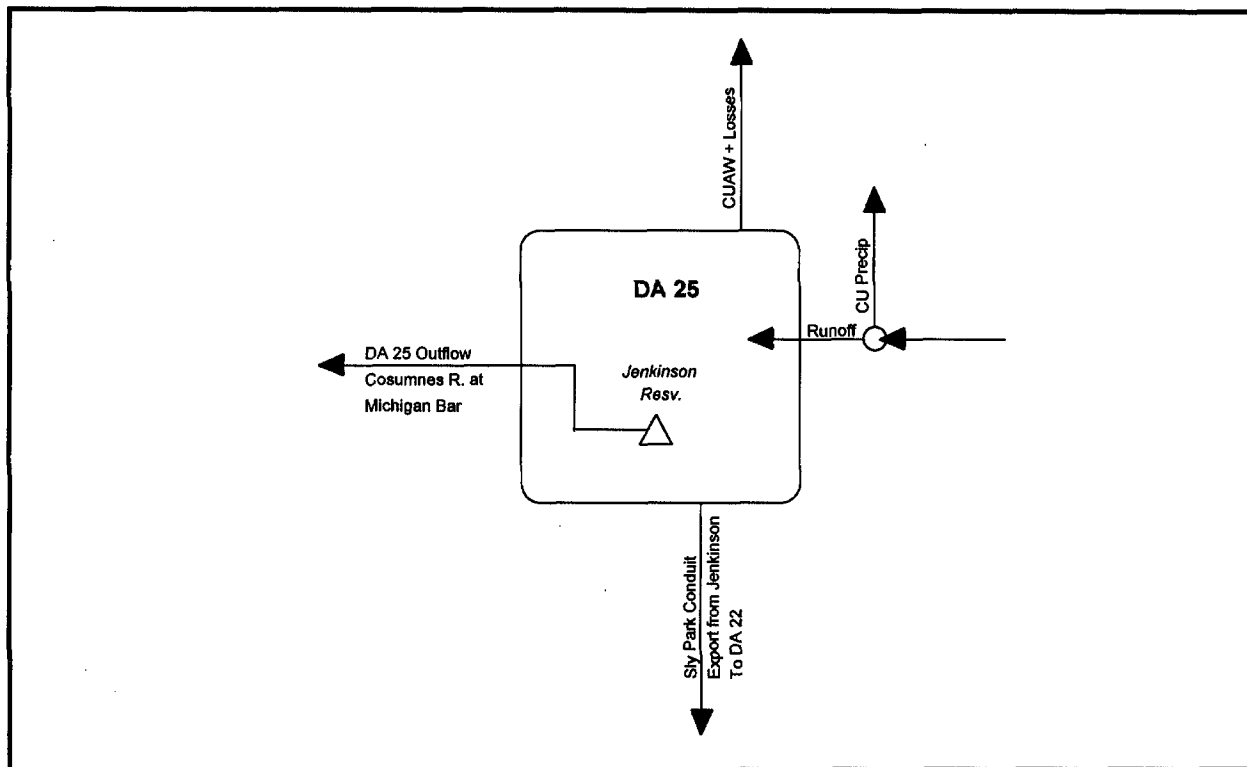 CUAW + Losses
CU Precip
DA 25
Runoff
DA 25 Outflow
Cosumnes R. at
Michigan Bar
Jenkinson
Resv.
Sly Park Conduit
Export from Jenkinson
To DA 22